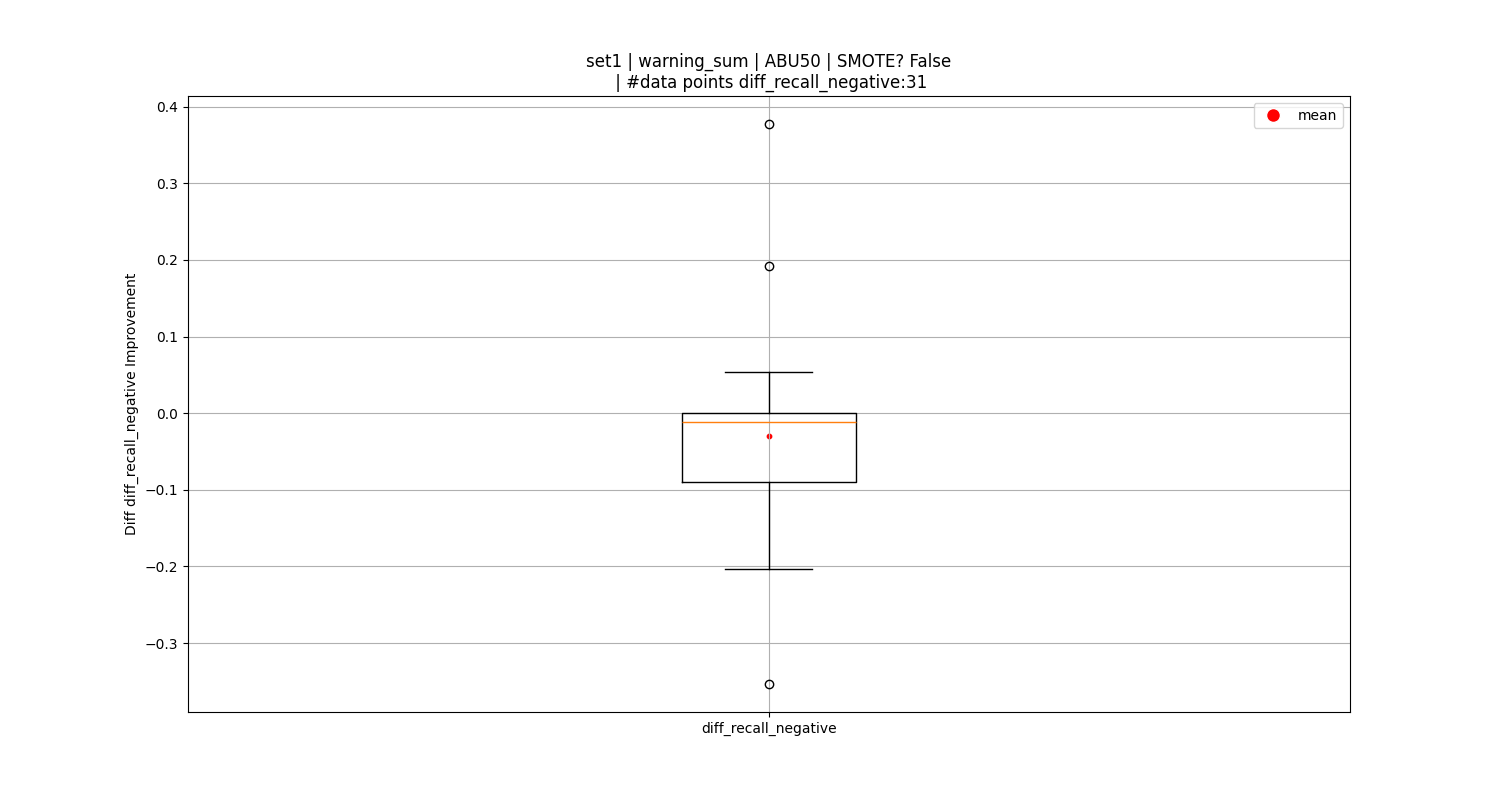 set1 | warning_sum | ABU50 | SMOTE? False
| #data points diff_recall_negative:31
mean
0.4
0.3
0.2
0.1
0.0
−0.1
−0.2
−0.3
Diff diff_recall_negative Improvement
diff_recall_negative